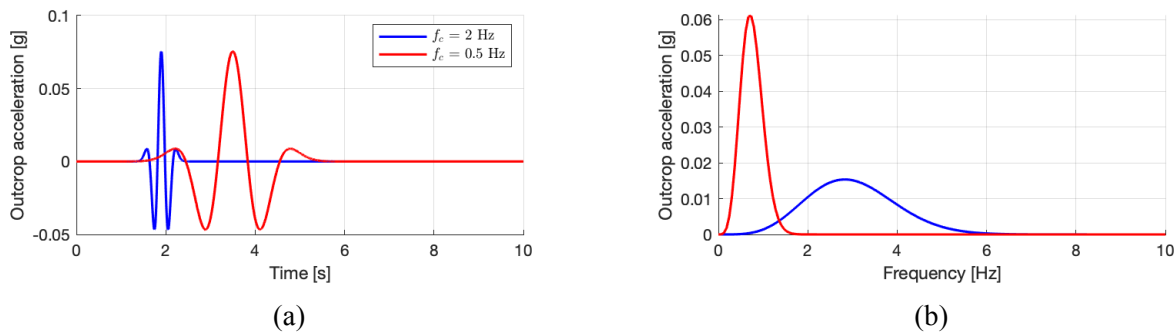 Outcrop acceleration [g]
0.1
0.05
0
-0.05
f_c = 2 Hz
f_c = 0.5 Hz
0 2 4 6 8 10
Time [s]
(a)
Outcrop acceleration [g]
0.06
0.05
0.04
0.03
0.02
0.01
0
0 2 4 6 8 10
Frequency [Hz]
(b)